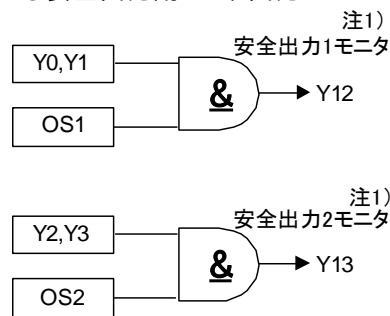 注1)
安全出力1モニタ
Y0,Y1
&
Y12
OS1
注1)
安全出力2モニタ
Y2,Y3
&
Y13
OS2